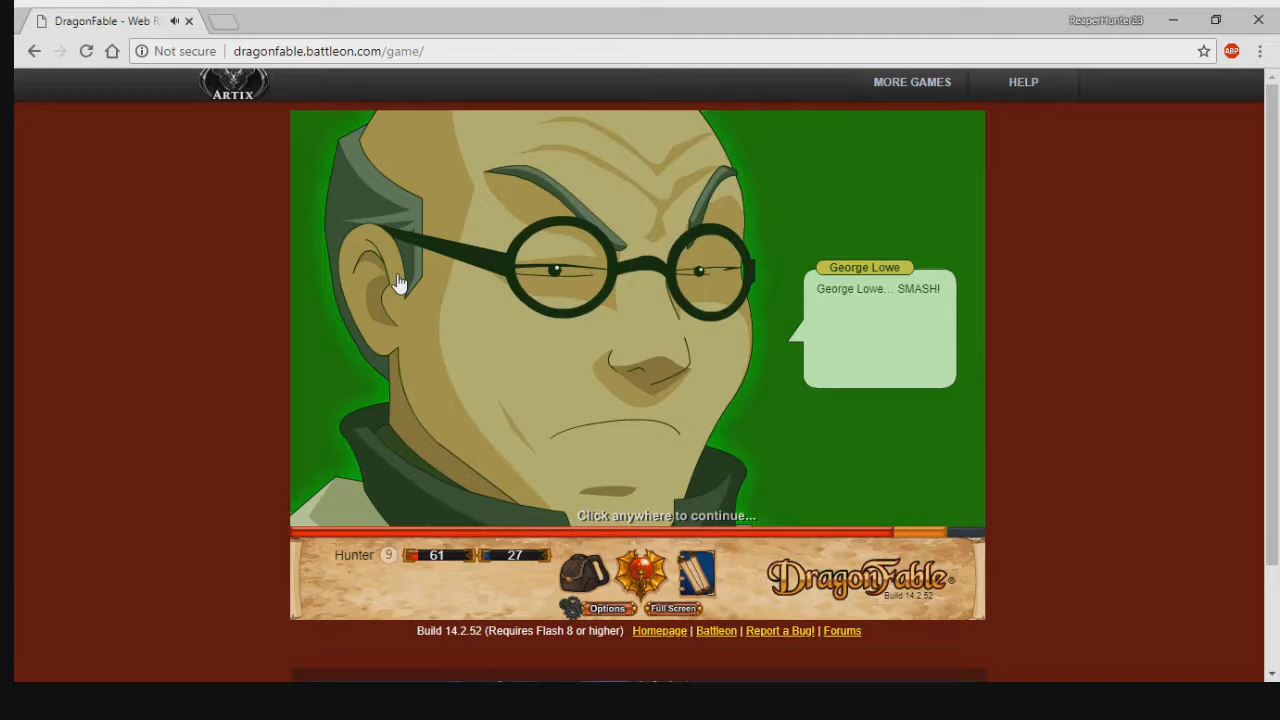 DragonFable - Web R
ReaperHunter23
Not secure dragonfable.battleon.com/game/
ABP
ARTIX
MORE GAMES HELP
George Lowe
George Lowe... SMASH!
Click anywhere to continue...
Hunter 9 61 27
DragonFable
Build 14.2.52
Options Full Screen
Build 14.2.52 (Requires Flash 8 or higher) Homepage | Battleon | Report a Bug! | Forums